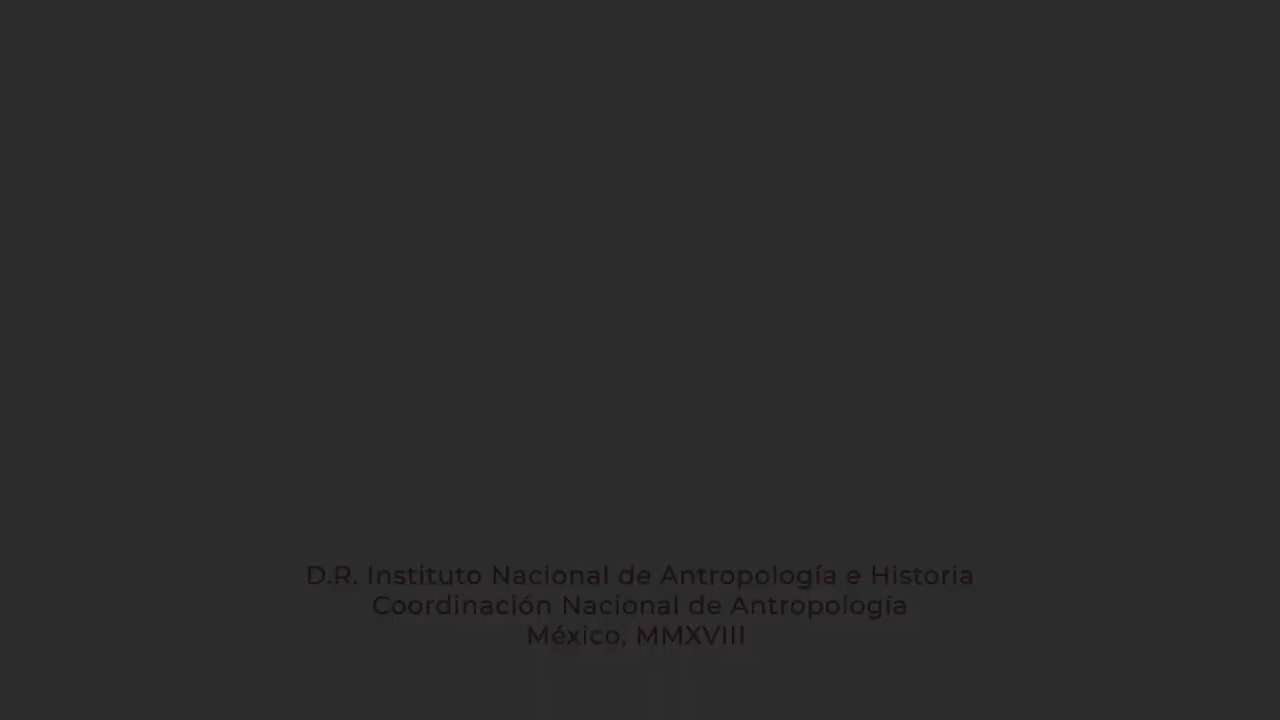 D.R. Instituto Nacional de Antropología e Historia
Coordinación Nacional de Antropología
México, MMXVIII